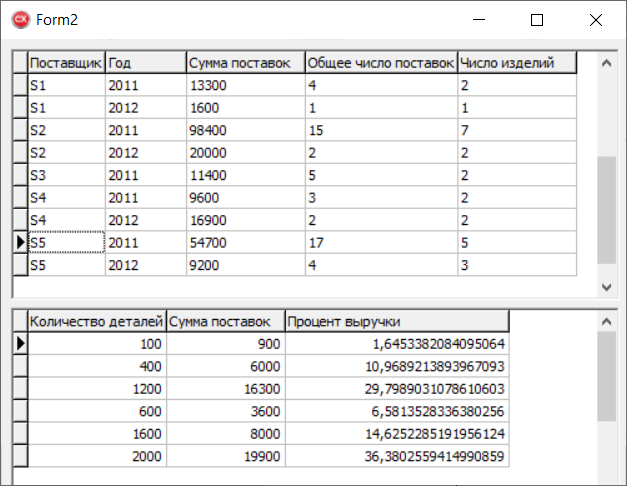 CX Form2
Поставщик Год Сумма поставок Общее число поставок Число изделий
S1 2011 13300 4 2
S1 2012 1600 1 1
S2 2011 98400 15 7
S2 2012 20000 2 2
S3 2011 11400 5 2
S4 2011 9600 3 2
S4 2012 16900 2 2
S5 2011 54700 17 5
S5 2012 9200 4 3
Количество деталей Сумма поставок Процент выручки
100 900 1,6453382084095064
400 6000 10,9689213893967093
1200 16300 29,7989031078610603
600 3600 6,5813528336380256
1600 8000 14,6252285191956124
2000 19900 36,3802559414990859